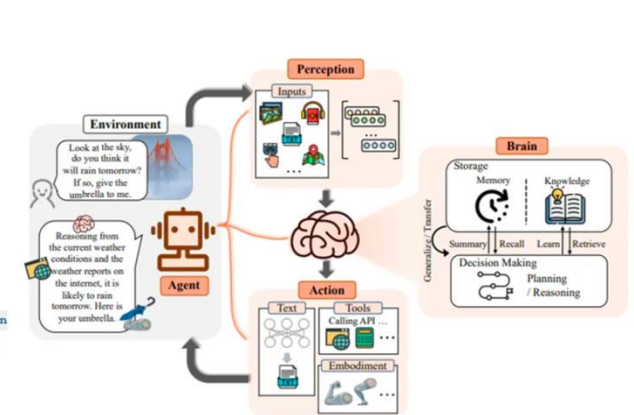 Environment
Look at the sky,
do you think it
will rain tomorrow?
If so, give the
umbrella to me.
Reasoning from
the current weather
conditions and the
weather reports on
the internet, it is
likely to rain
tomorrow. Here is
your umbrella.
Agent
Perception
Inputs
TXT
...
...
Action
Text
TXT
Tools
Calling API ...
...
Embodiment
...
Brain
Storage
Memory
Knowledge
Generalize / Transfer
Summary
Recall
Learn
Retrieve
Decision Making
Planning
/ Reasoning
n